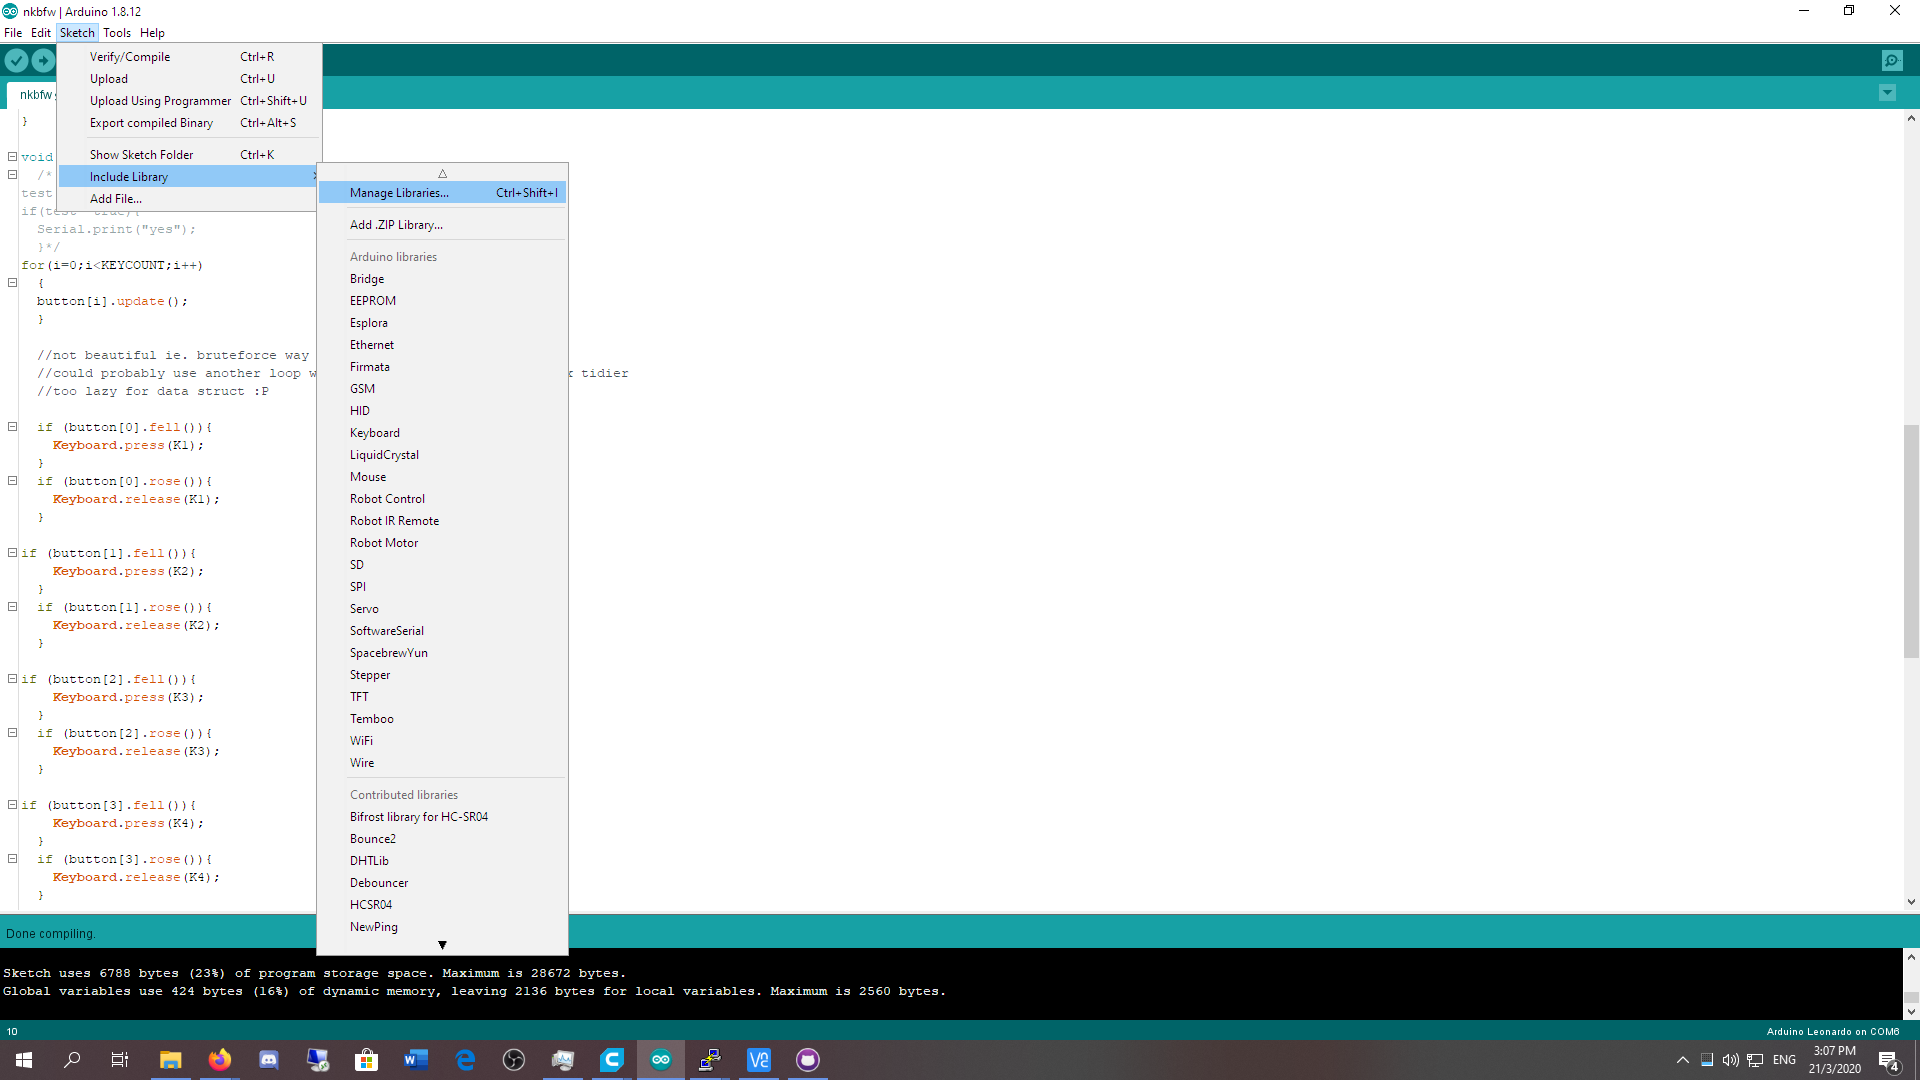 nkbfw | Arduino 1.8.12
File Edit Sketch Tools Help
Verify/Compile Ctrl+R
Upload Ctrl+U
Upload Using Programmer Ctrl+Shift+U
Export compiled Binary Ctrl+Alt+S
Show Sketch Folder Ctrl+K
Include Library
Add File...
Manage Libraries... Ctrl+Shift+I
Add .ZIP Library...
Arduino libraries
Bridge
EEPROM
Esplora
Ethernet
Firmata
GSM
HID
Keyboard
LiquidCrystal
Mouse
Robot Control
Robot IR Remote
Robot Motor
SD
SPI
Servo
SoftwareSerial
SpacebrewYun
Stepper
TFT
Temboo
WiFi
Wire
Contributed libraries
Bifrost library for HC-SR04
Bounce2
DHTLib
Debouncer
HCSR04
NewPing
nkbfw
}
void
/*
test
Serial.print("yes");
}*/
for(i=0;i<KEYCOUNT;i++)
{
button[i].update();
}
//not beautiful ie. bruteforce way
//could probably use another loop tidier
//too lazy for data struct :P
if (button[0].fell()){
Keyboard.press(K1);
}
if (button[0].rose()){
Keyboard.release(K1);
}
if (button[1].fell()){
Keyboard.press(K2);
}
if (button[1].rose()){
Keyboard.release(K2);
}
if (button[2].fell()){
Keyboard.press(K3);
}
if (button[2].rose()){
Keyboard.release(K3);
}
if (button[3].fell()){
Keyboard.press(K4);
}
if (button[3].rose()){
Keyboard.release(K4);
}
Done compiling.
Sketch uses 6788 bytes (23%) of program storage space. Maximum is 28672 bytes.
Global variables use 424 bytes (16%) of dynamic memory, leaving 2136 bytes for local variables. Maximum is 2560 bytes.
10 Arduino Leonardo on COM6
ENG
3:07 PM
21/3/2020
4